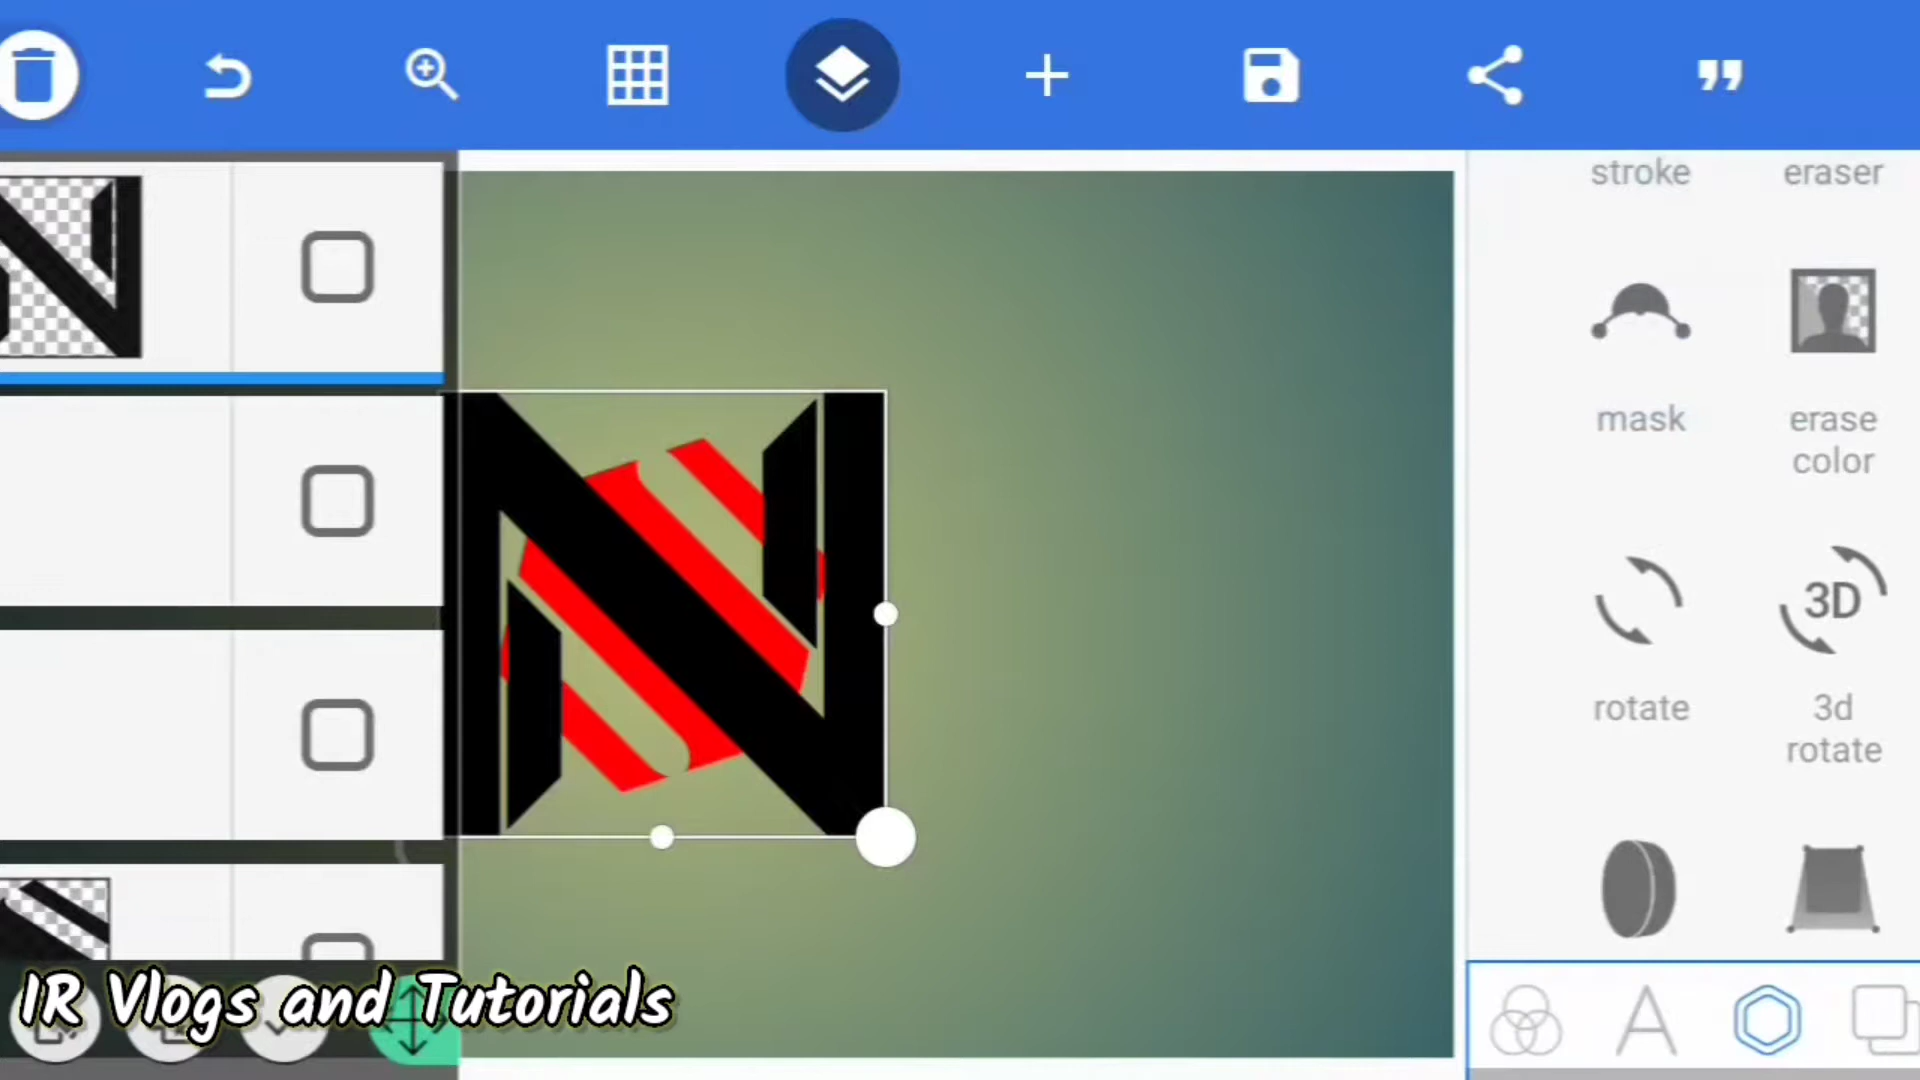 stroke
eraser
mask
erase
color
rotate
3D
3d
rotate
A
IR Vlogs and Tutorials